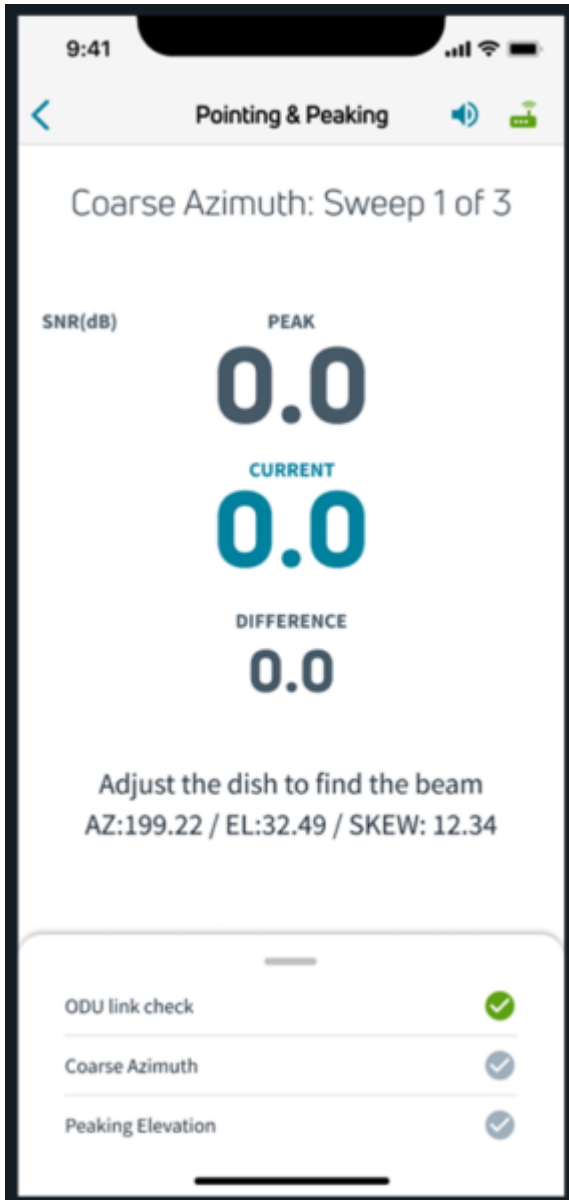 9:41
Pointing & Peaking
Coarse Azimuth: Sweep 1 of 3
SNR(dB)
PEAK
0.0
CURRENT
0.0
DIFFERENCE
0.0
Adjust the dish to find the beam
AZ:199.22 / EL:32.49 / SKEW: 12.34
ODU link check
Coarse Azimuth
Peaking Elevation